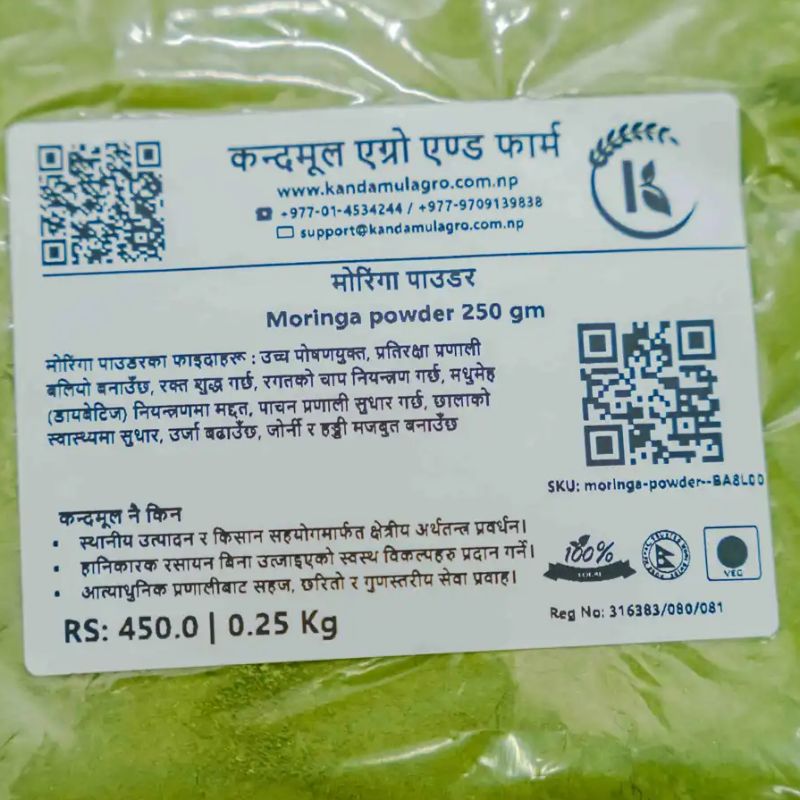 कन्दमूल एग्रो एण्ड फार्म
www.kandamulagro.com.np
+977-01-4534244 / +977-9709139838
support@kandamulagro.com.np
K
मोरिंगा पाउडर
Moringa powder 250 gm
मोरिंगा पाउडरका फाइदाहरू : उच्च पोषणयुक्त, प्रतिरक्षा प्रणाली
बलियो बनाउँछ, रक्त शुद्ध गर्छ, रगतको चाप नियन्त्रण गर्छ, मधुमेह
(डायबेटिज) नियन्त्रणमा मद्दत, पाचन प्रणाली सुधार गर्छ, छालाको
स्वास्थ्यमा सुधार, उर्जा बढाउँछ, जोर्नी र हड्डी मजबुत बनाउँछ
SKU: moringa-powder--BA8L00
कन्दमूल नै किन
• स्थानीय उत्पादन र किसान सहयोगमार्फत क्षेत्रीय अर्थतन्त्र प्रवर्धन।
• हानिकारक रसायन बिना उत्जाइएको स्वस्थ विकल्पहरु प्रदान गर्ने।
• अत्याधुनिक प्रणालीबाट सहज, छरितो र गुणस्तरीय सेवा प्रवाह।
100%
VEG
Reg No: 316383/080/081
RS: 450.0 | 0.25 Kg